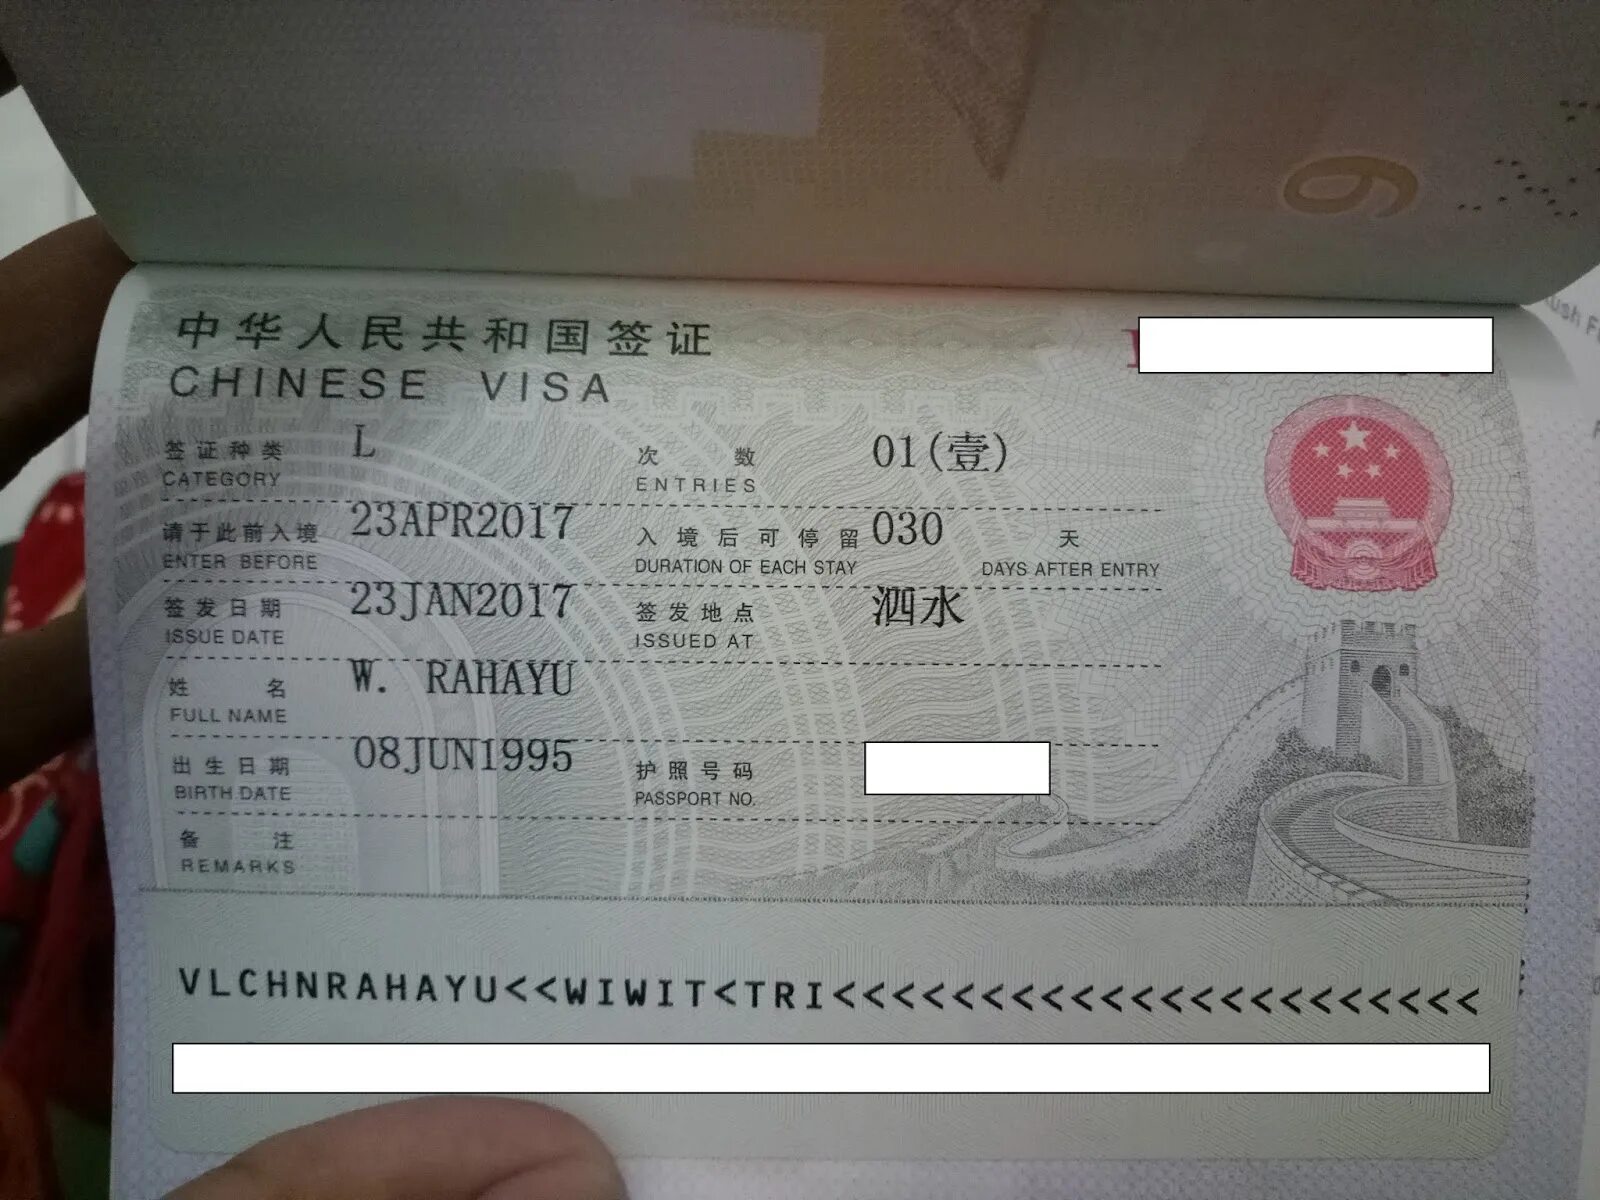 中华人民共和国签证
CHINESE VISA
签证种类 L 次数 01(壹)
CATEGORY ENTRIES
请于此前入境 23APR2017 入境后可停留 030 天
ENTER BEFORE DURATION OF EACH STAY DAYS AFTER ENTRY
签发日期 23JAN2017 签发地点 泗水
ISSUE DATE ISSUED AT
姓名 W. RAHAYU
FULL NAME
出生日期 08JUN1995 护照号码
BIRTH DATE PASSPORT NO.
备注
REMARKS
VLCHNRAHAYU<<WIWIT<TRI<<<<<<<<<<<<<<<<<<<<<<